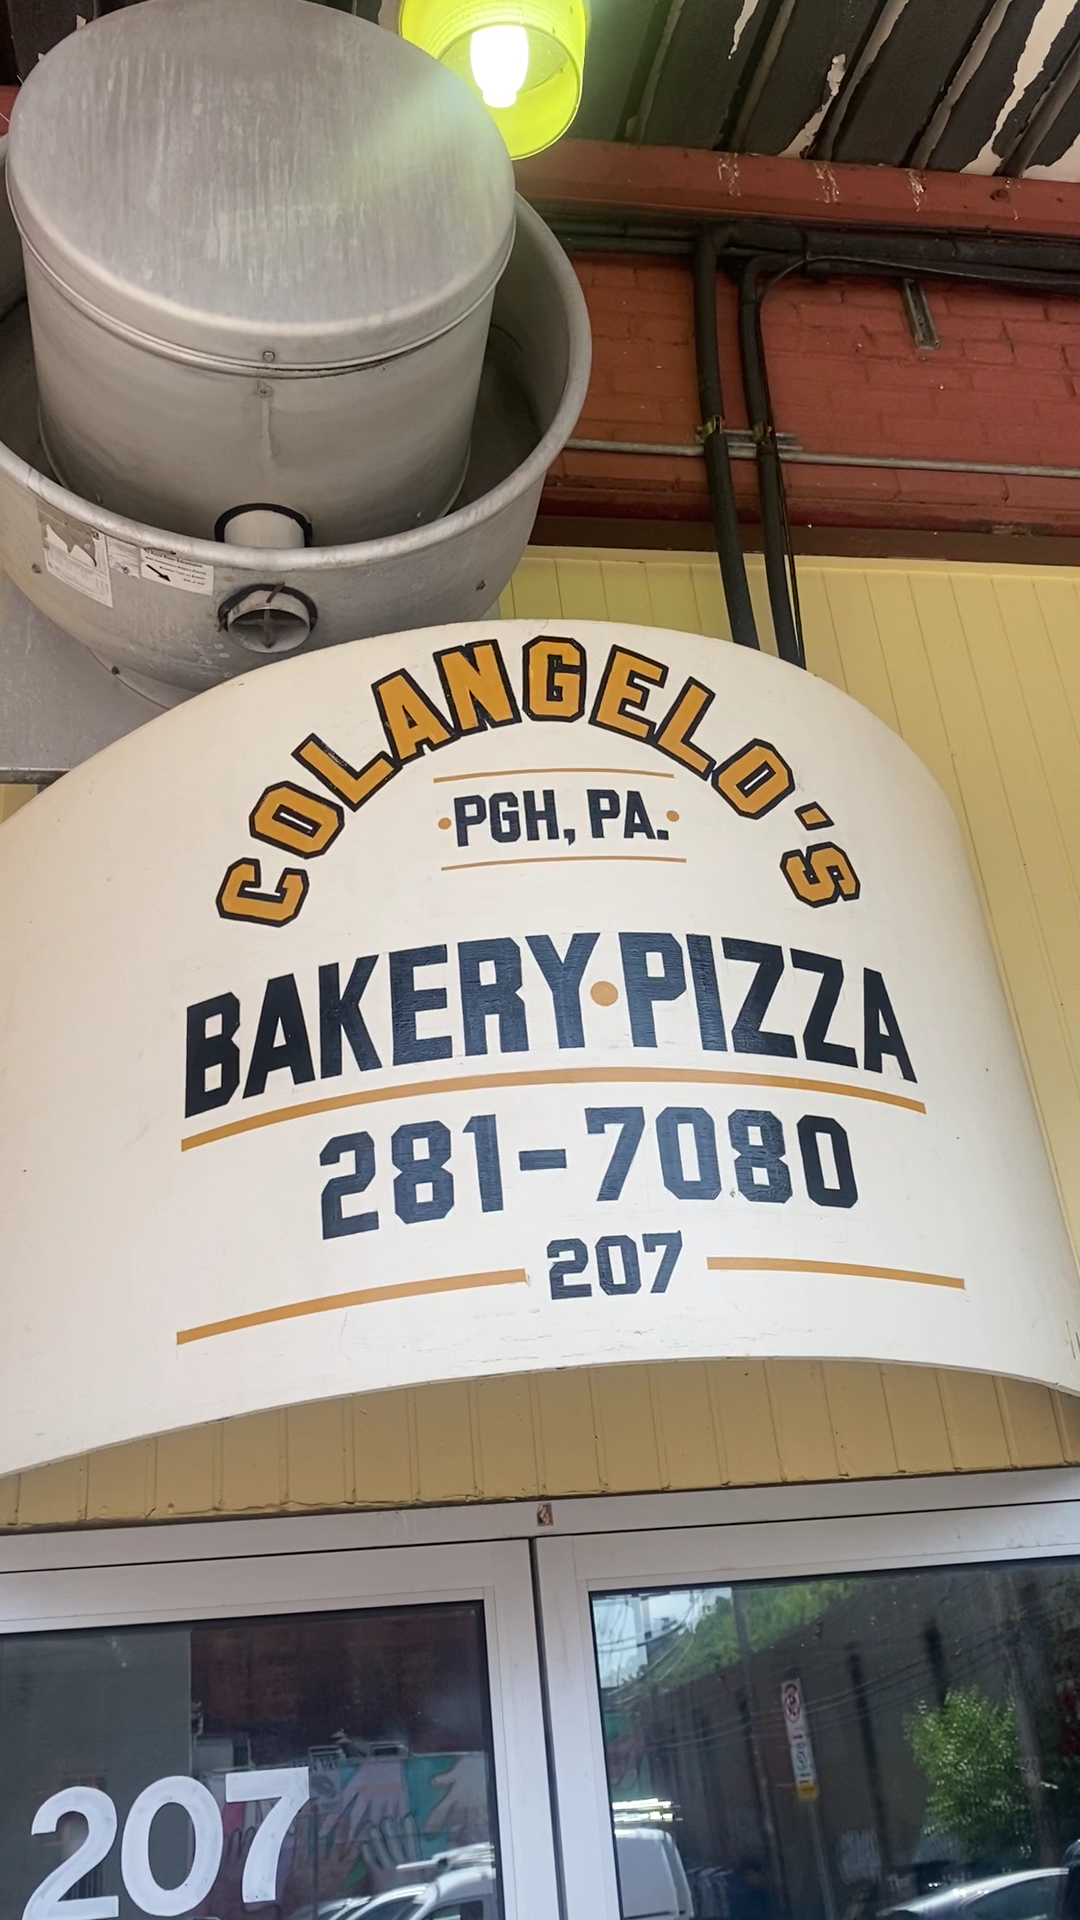 COLANGELO'S
PGH, PA.
BAKERY•PIZZA
281-7080
207
207